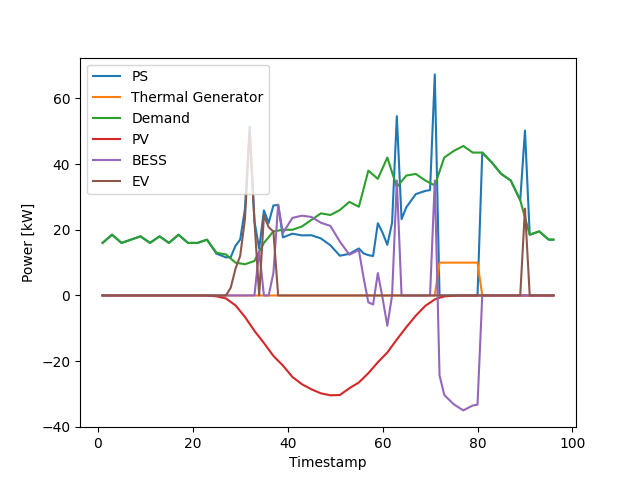 PS
Thermal Generator
Demand
PV
BESS
EV
60
40
20
0
−20
−40
Power [kW]
0 20 40 60 80 100
Timestamp